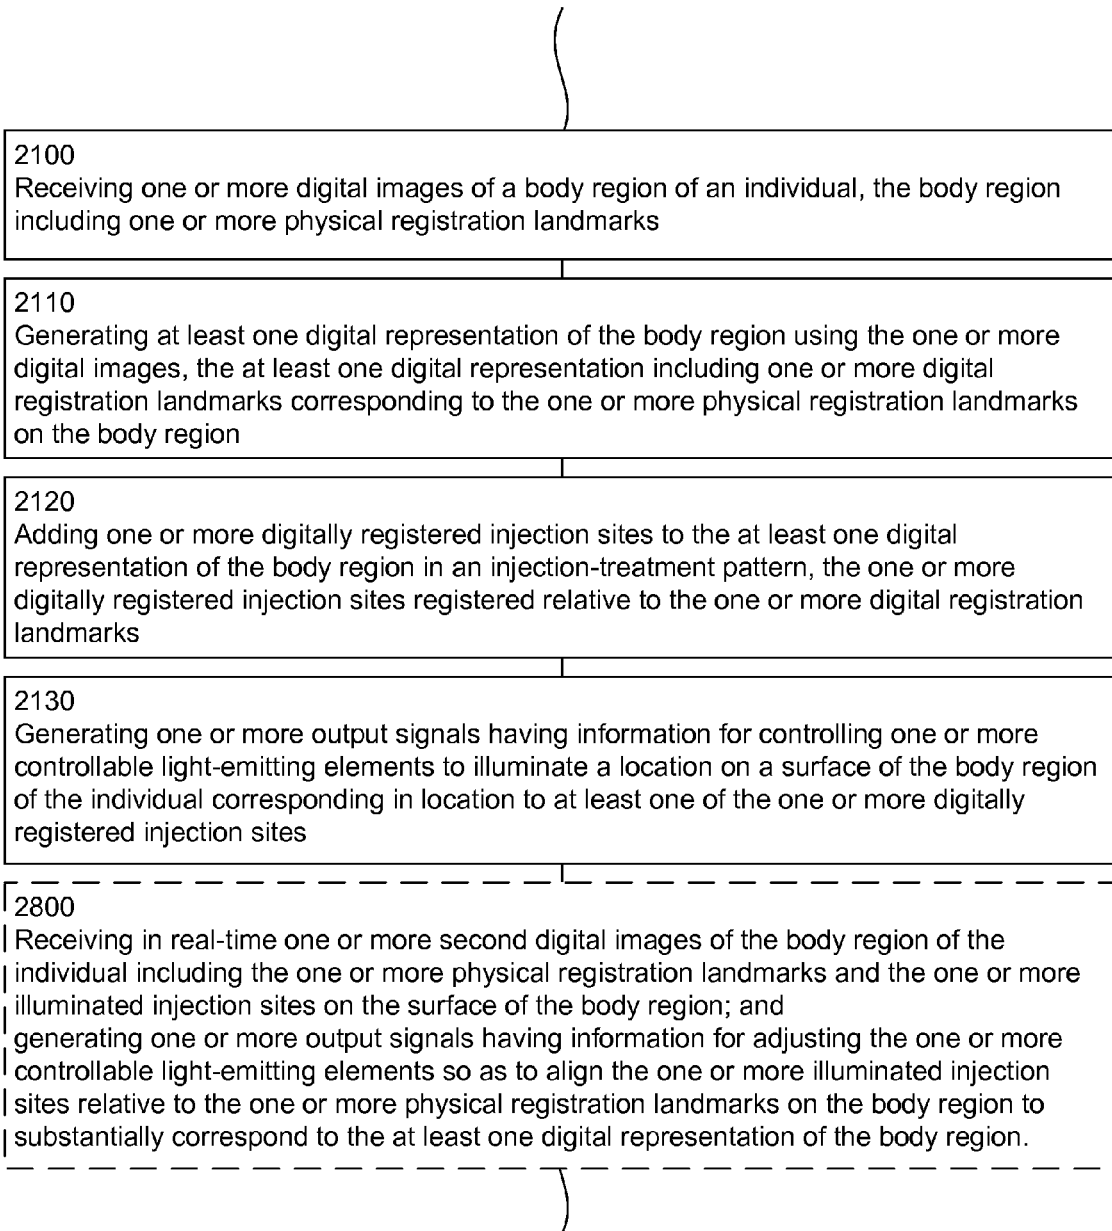 2100
Receiving one or more digital images of a body region of an individual, the body region
including one or more physical registration landmarks
2110
Generating at least one digital representation of the body region using the one or more
digital images, the at least one digital representation including one or more digital
registration landmarks corresponding to the one or more physical registration landmarks
on the body region
2120
Adding one or more digitally registered injection sites to the at least one digital
representation of the body region in an injection-treatment pattern, the one or more
digitally registered injection sites registered relative to the one or more digital registration
landmarks
2130
Generating one or more output signals having information for controlling one or more
controllable light-emitting elements to illuminate a location on a surface of the body region
of the individual corresponding in location to at least one of the one or more digitally
registered injection sites
2800
Receiving in real-time one or more second digital images of the body region of the
individual including the one or more physical registration landmarks and the one or more
illuminated injection sites on the surface of the body region; and
generating one or more output signals having information for adjusting the one or more
controllable light-emitting elements so as to align the one or more illuminated injection
sites relative to the one or more physical registration landmarks on the body region to
substantially correspond to the at least one digital representation of the body region.